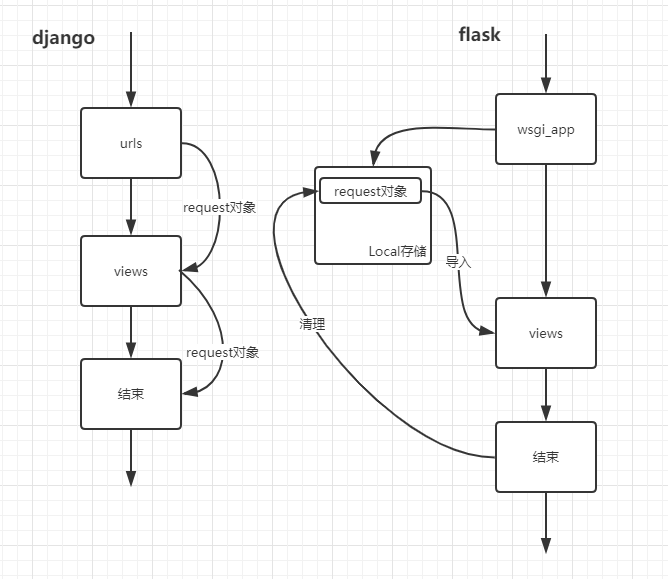 django
urls
request对象
views
request对象
结束
flask
wsgi_app
request对象
Local存储
导入
清理
views
结束